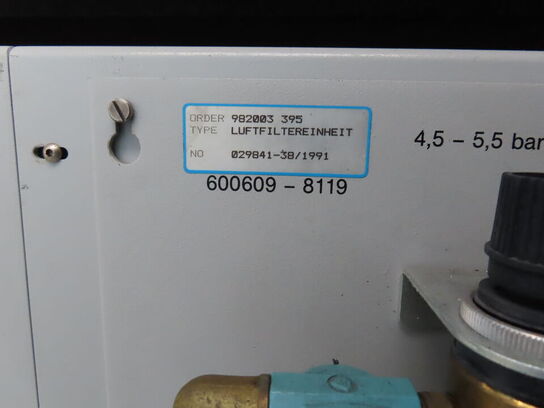 ORDER 982003 395
TYPE LUFTFILTEREINHEIT
4,5 – 5,5 bar
NO 029841-38/1991
600609 – 8119